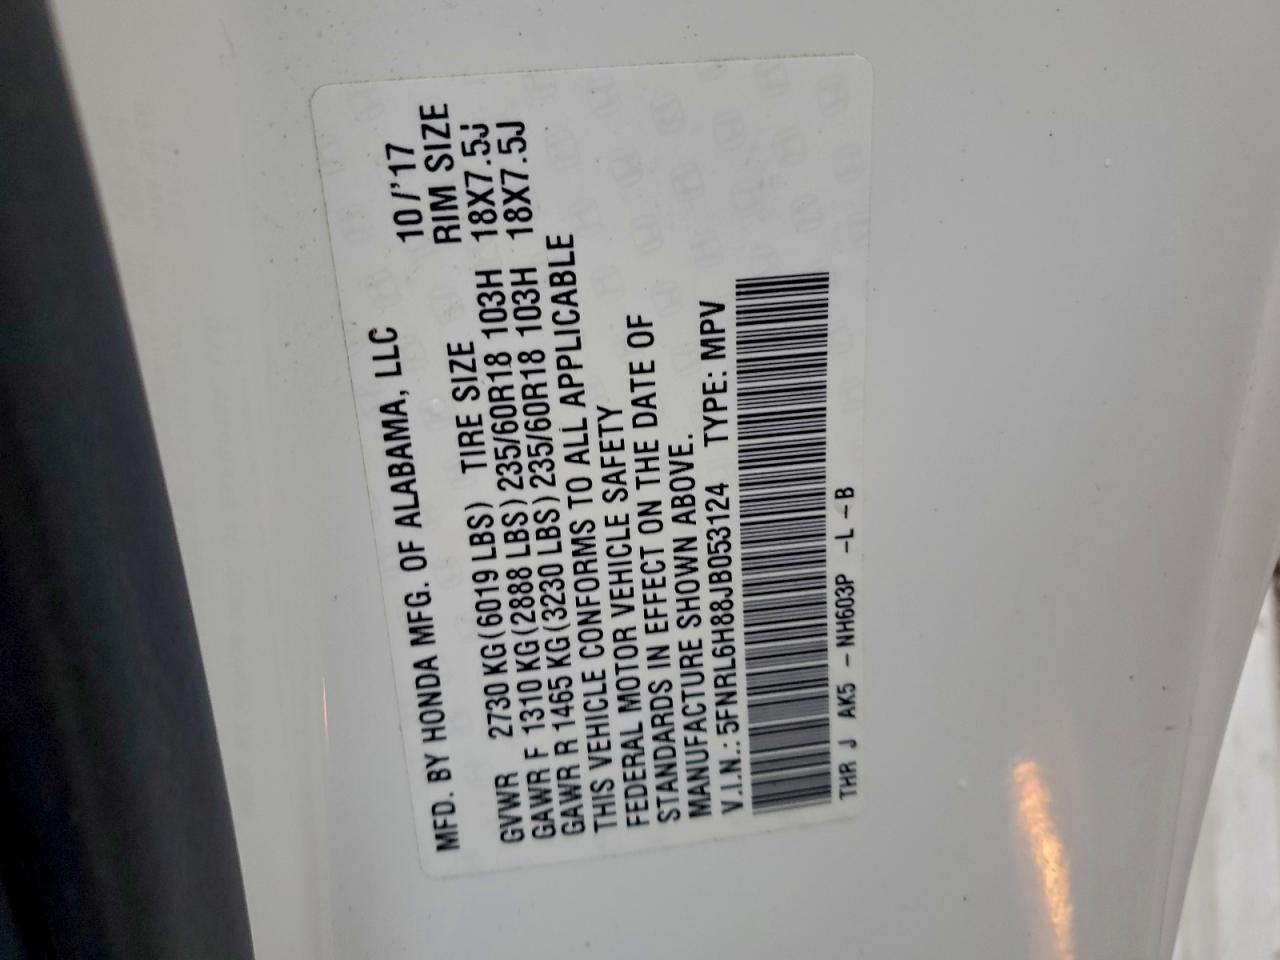 MFD. BY HONDA MFG. OF ALABAMA, LLC 10/'17
GVWR 2730 KG(6019 LBS) TIRE SIZE RIM SIZE
GAWR F 1310 KG(2888 LBS) 235/60R18 103H 18X7.5J
GAWR R 1465 KG(3230 LBS) 235/60R18 103H 18X7.5J
THIS VEHICLE CONFORMS TO ALL APPLICABLE
FEDERAL MOTOR VEHICLE SAFETY
STANDARDS IN EFFECT ON THE DATE OF
MANUFACTURE SHOWN ABOVE.
V.I.N.: 5FNRL6H88JB053124 TYPE: MPV
THR J AK5 -NH603P -L -B